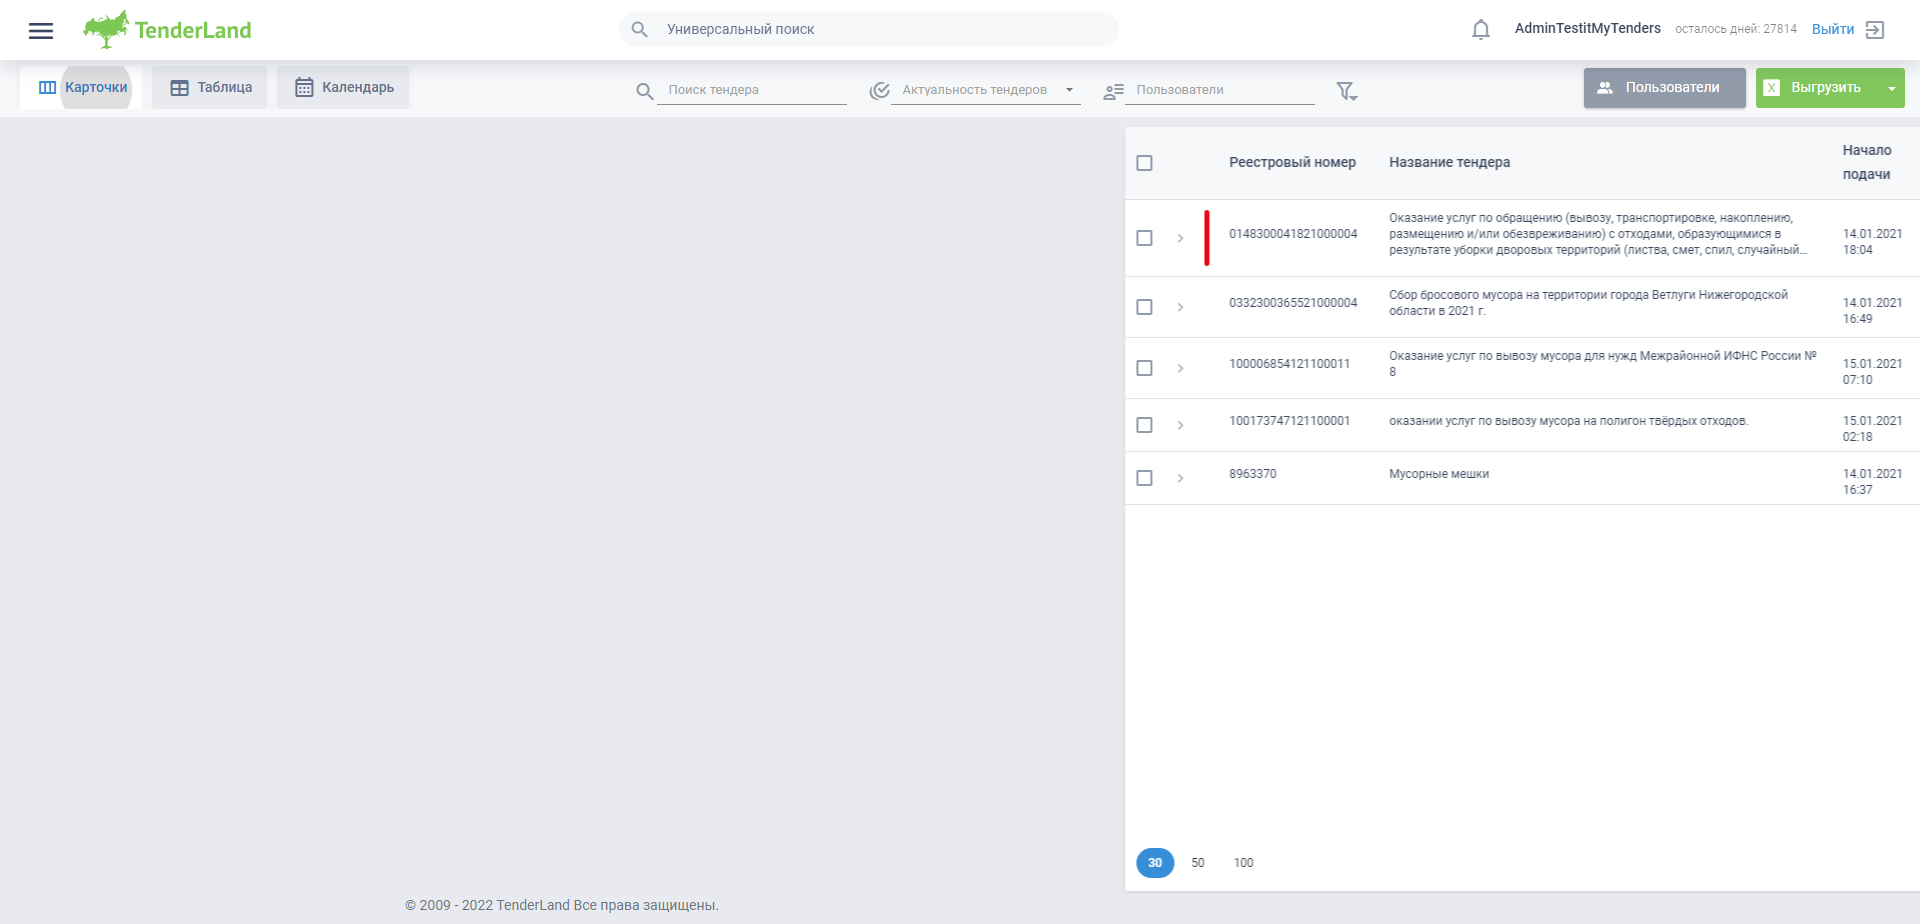 TenderLand
Универсальный поиск
AdminTestitMyTenders
осталось дней: 27814
Выйти
Карточки
Таблица
Календарь
Поиск тендера
Актуальность тендеров
Пользователи
Пользователи
X
Выгрузить
Реестровый номер
Название тендера
Начало
подачи
0148300041821000004
Оказание услуг по обращению (вывозу, транспортировке, накоплению,
размещению и/или обезвреживанию) с отходами, образующимися в
результате уборки дворовых территорий (листва, смет, спил, случайный...
14.01.2021
18:04
0332300365521000004
Сбор бросового мусора на территории города Ветлуги Нижегородской
области в 2021 г.
14.01.2021
16:49
100006854121100011
Оказание услуг по вывозу мусора для нужд Межрайонной ИФНС России №
8
15.01.2021
07:10
100173747121100001
оказании услуг по вывозу мусора на полигон твёрдых отходов.
15.01.2021
02:18
8963370
Мусорные мешки
14.01.2021
16:37
30
50
100
© 2009 - 2022 TenderLand Все права защищены.